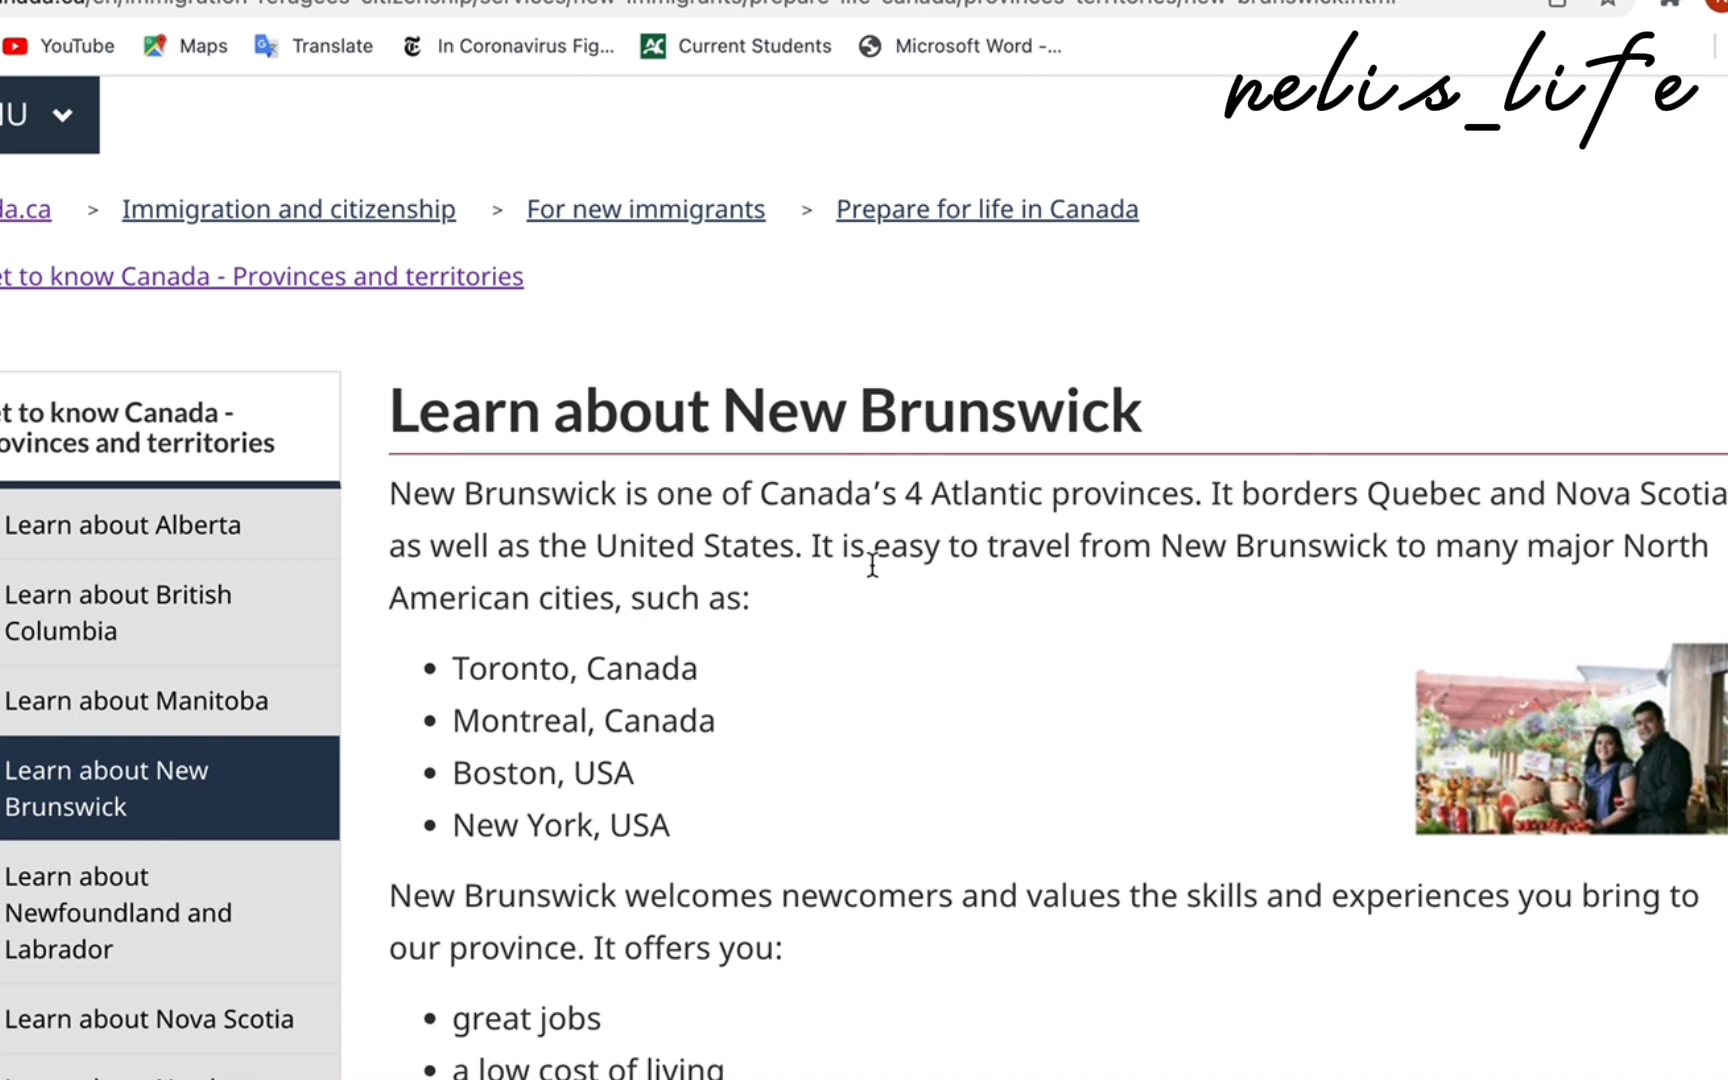 YouTube Maps Translate In Coronavirus Fig... Current Students Microsoft Word -...
nelis_life
> Immigration and citizenship > For new immigrants > Prepare for life in Canada
to know Canada - Provinces and territories
to know Canada -
and territories
Learn about Alberta
Learn about British
Columbia
Learn about Manitoba
Learn about New
Brunswick
Learn about
Newfoundland and
Labrador
Learn about Nova Scotia
Learn about New Brunswick
New Brunswick is one of Canada’s 4 Atlantic provinces. It borders Quebec and Nova Scotia
as well as the United States. It is easy to travel from New Brunswick to many major North
American cities, such as:
• Toronto, Canada
• Montreal, Canada
• Boston, USA
• New York, USA
New Brunswick welcomes newcomers and values the skills and experiences you bring to
our province. It offers you:
• great jobs
• a low cost of living